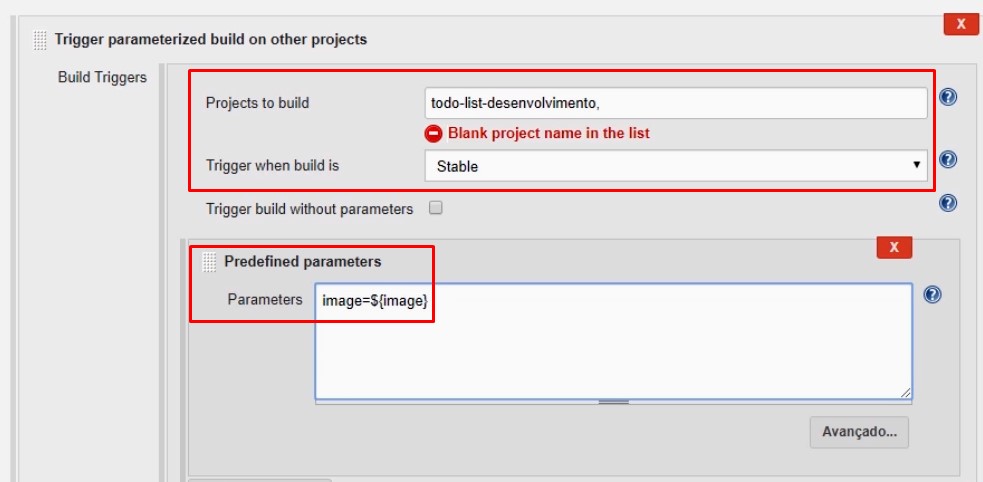 X
Trigger parameterized build on other projects
Build Triggers
Projects to build
todo-list-desenvolvimento,
Blank project name in the list
Trigger when build is
Stable
Trigger build without parameters
X
Predefined parameters
Parameters
image=${image}
Avançado...